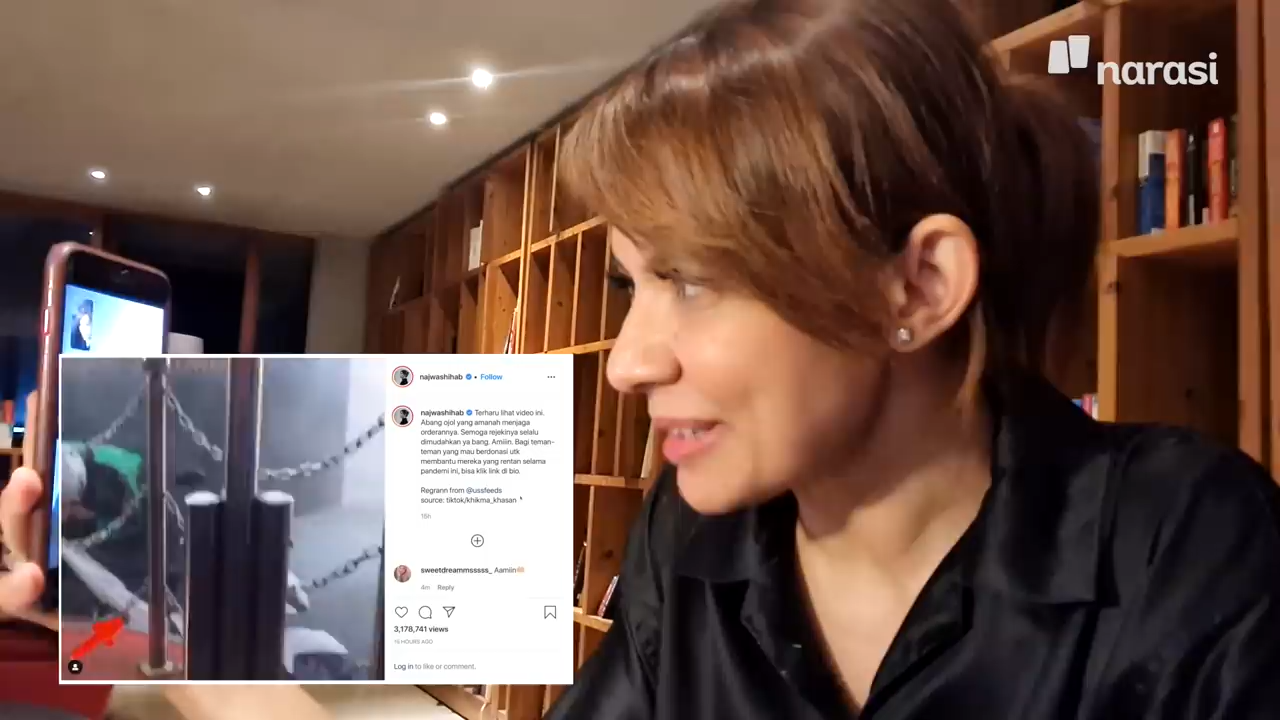 narasi
najwashihab • Follow
najwashihab Terharu lihat video ini.
Abang ojol yang amanah menjaga
orderannya. Semoga rejekinya selalu
dimudahkan ya bang. Amiiin. Bagi teman-
teman yang mau berdonasi utk
membantu mereka yang rentan selama
pandemi ini, bisa klik link di bio.
Regrann from @ussfeeds
source: tiktok/khikma_khasan
15h
sweetdreammsssss_ Aamiin
4m Reply
3,178,741 views
15 HOURS AGO
Log in to like or comment.